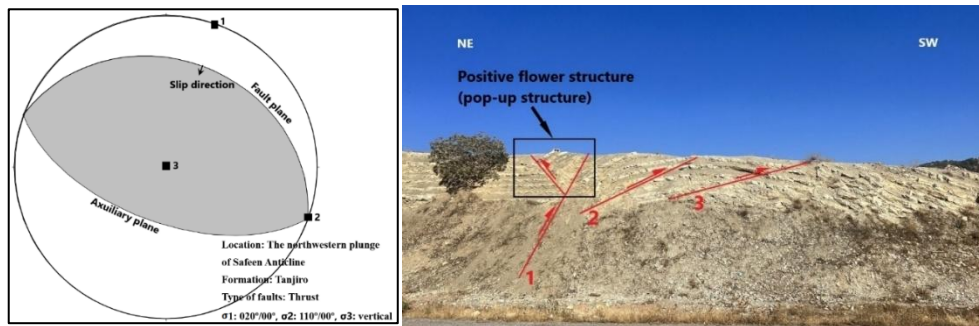 1
Slip direction
Fault plane
3
2
Auxiliary plane
Location: The northwestern plunge
of Safeen Anticline
Formation: Tanjiro
Type of faults: Thrust
σ1: 020°/00°, σ2: 110°/00°, σ3: vertical
NE
SW
Positive flower structure
(pop-up structure)
2
3
1